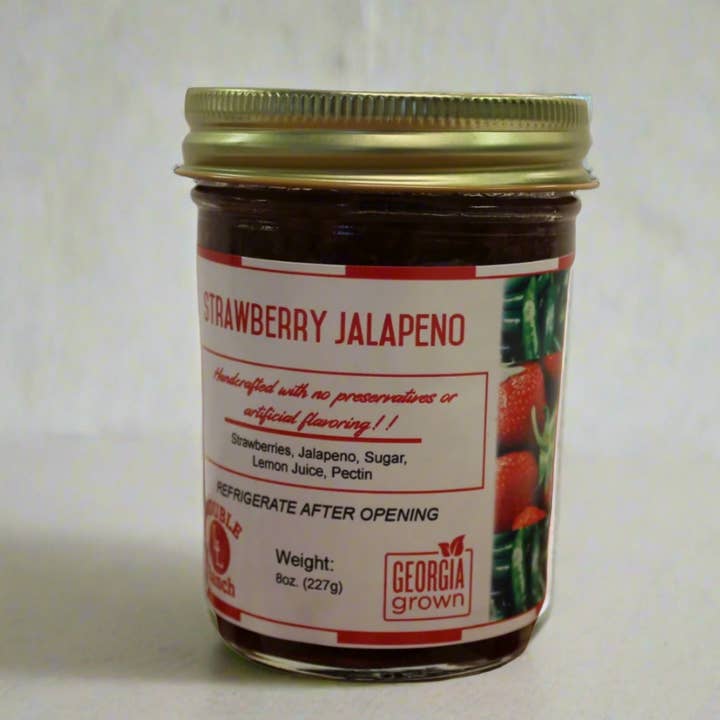 STRAWBERRY JALAPENO
Handcrafted with no preservatives or
artificial flavoring!!
Strawberries, Jalapeno, Sugar,
Lemon Juice, Pectin
REFRIGERATE AFTER OPENING
Weight:
8oz. (227g)
GEORGIA
grown